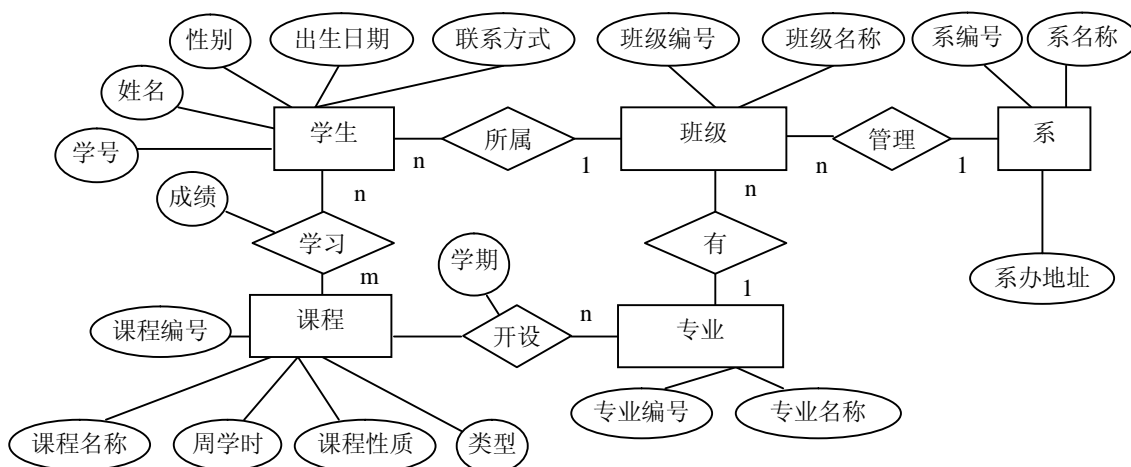 性别
出生日期
联系方式
班级编号
班级名称
系编号
系名称
姓名
学号
学生
n
所属
1
班级
n
管理
1
系
成绩
n
学习
m
n
有
1
系办地址
学期
课程编号
课程
开设
n
专业
课程名称
周学时
课程性质
类型
专业编号
专业名称